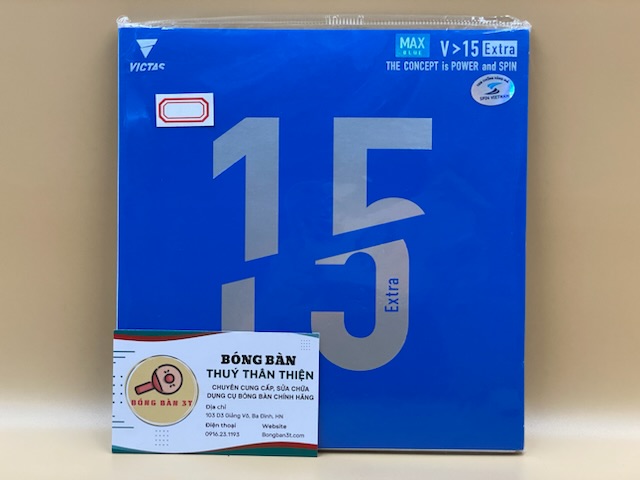 VICTAS
MAX
BLUE
V>15 Extra
THE CONCEPT is POWER and SPIN
SPIN VIETNAM
15
Extra
BÓNG BÀN 3T
BÓNG BÀN
THUÝ THÂN THIỆN
CHUYÊN CUNG CẤP, SỬA CHỮA
DỤNG CỤ BÓNG BÀN CHÍNH HÃNG
Địa chỉ
103 D3 Giảng Võ, Ba Đình, HN
Điện thoại Website
0916.23.1193 Bongban3t.com